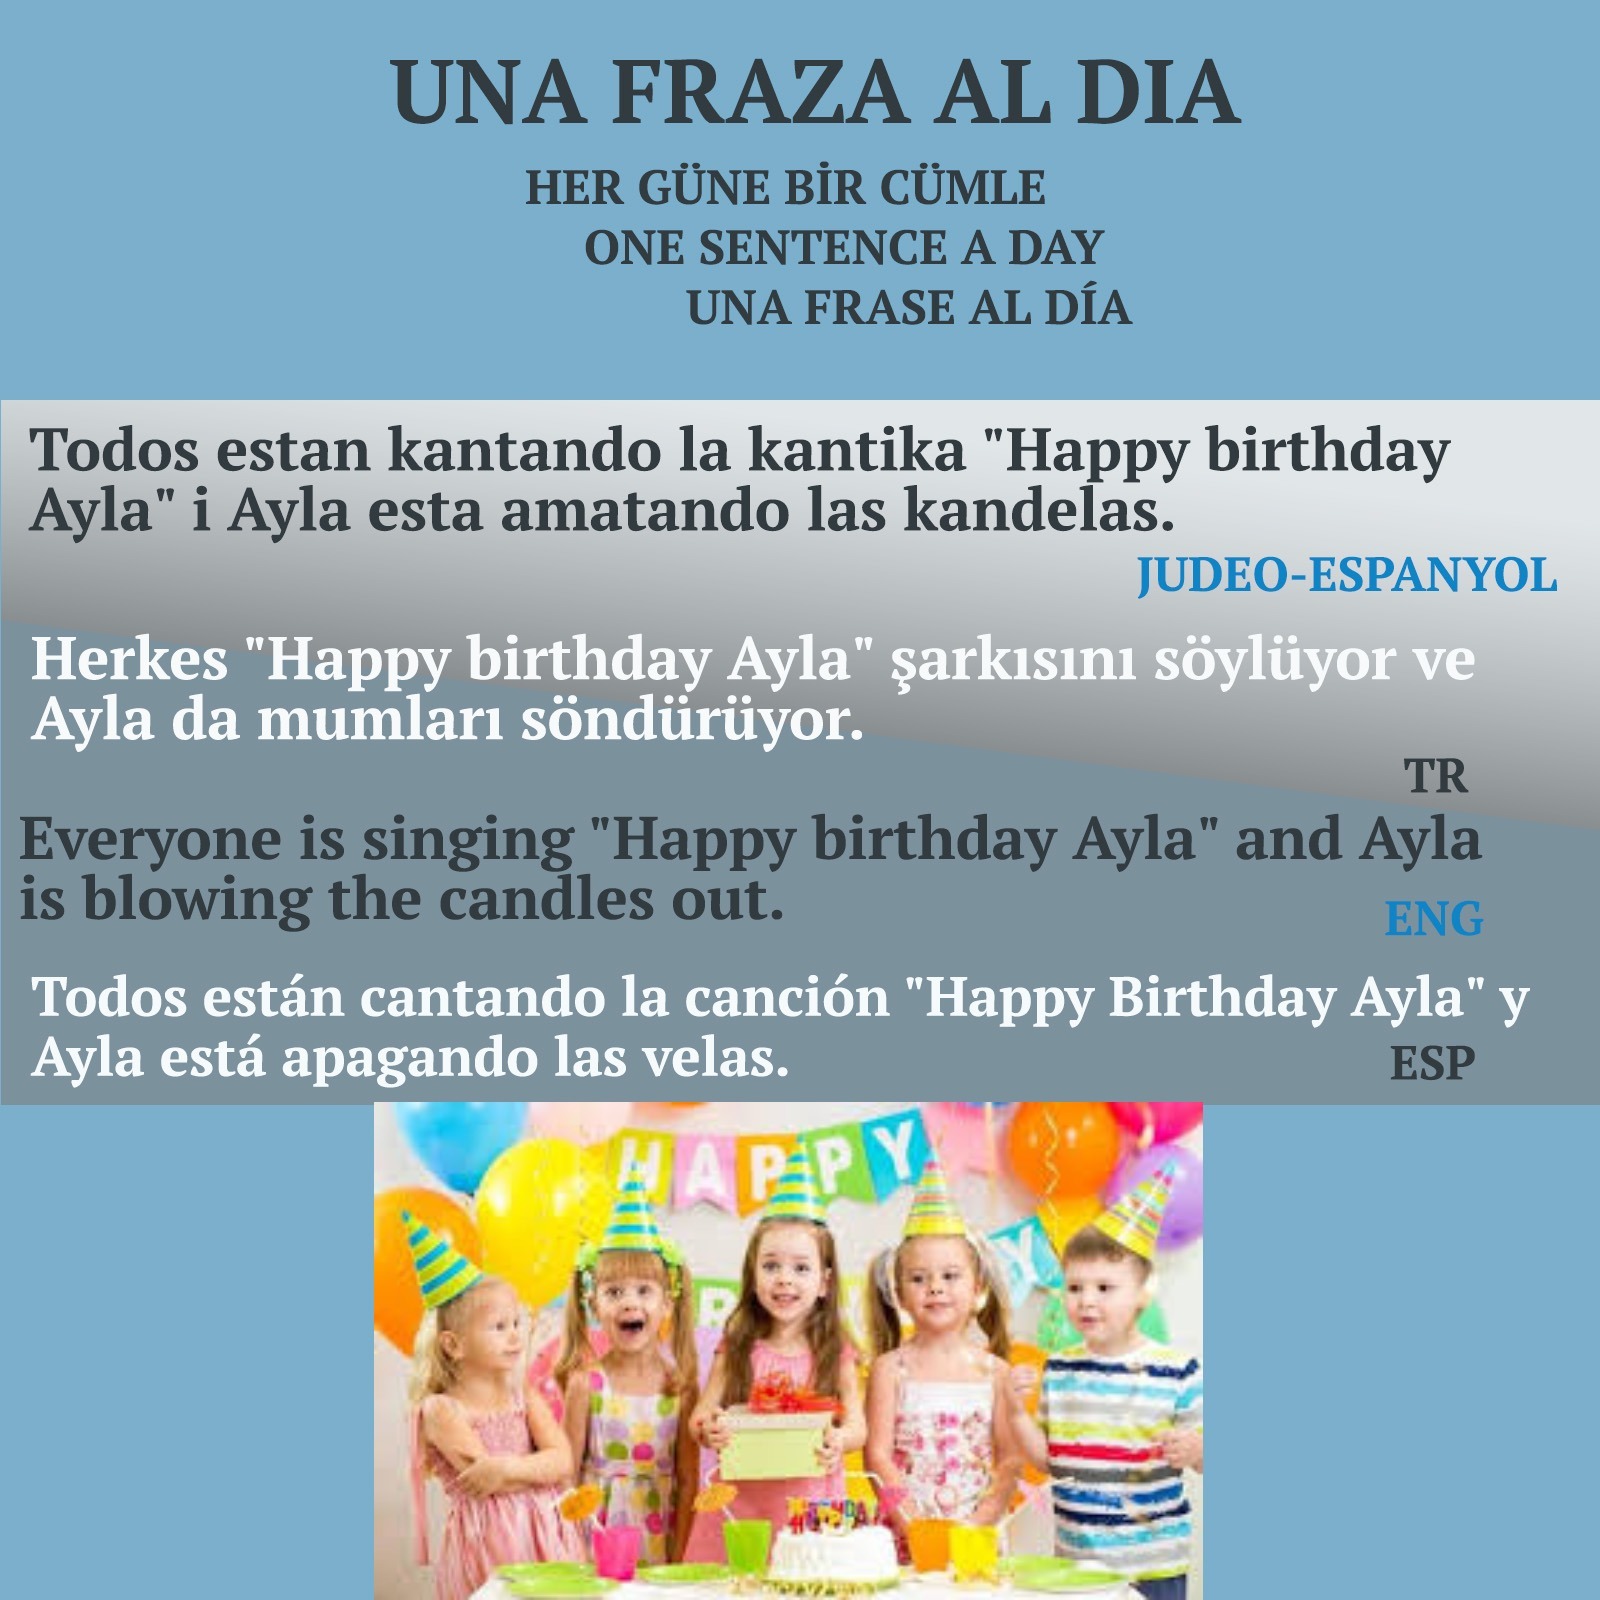 UNA FRAZA AL DIA
HER GÜNE BİR CÜMLE
ONE SENTENCE A DAY
UNA FRASE AL DÍA
Todos estan kantando la kantika "Happy birthday
Ayla" i Ayla esta amatando las kandelas.
JUDEO-ESPANYOL
Herkes "Happy birthday Ayla" şarkısını söylüyor ve
Ayla da mumları söndürüyor.
TR
Everyone is singing "Happy birthday Ayla" and Ayla
is blowing the candles out.
ENG
Todos están cantando la canción "Happy Birthday Ayla" y
Ayla está apagando las velas.
ESP
HAPPY